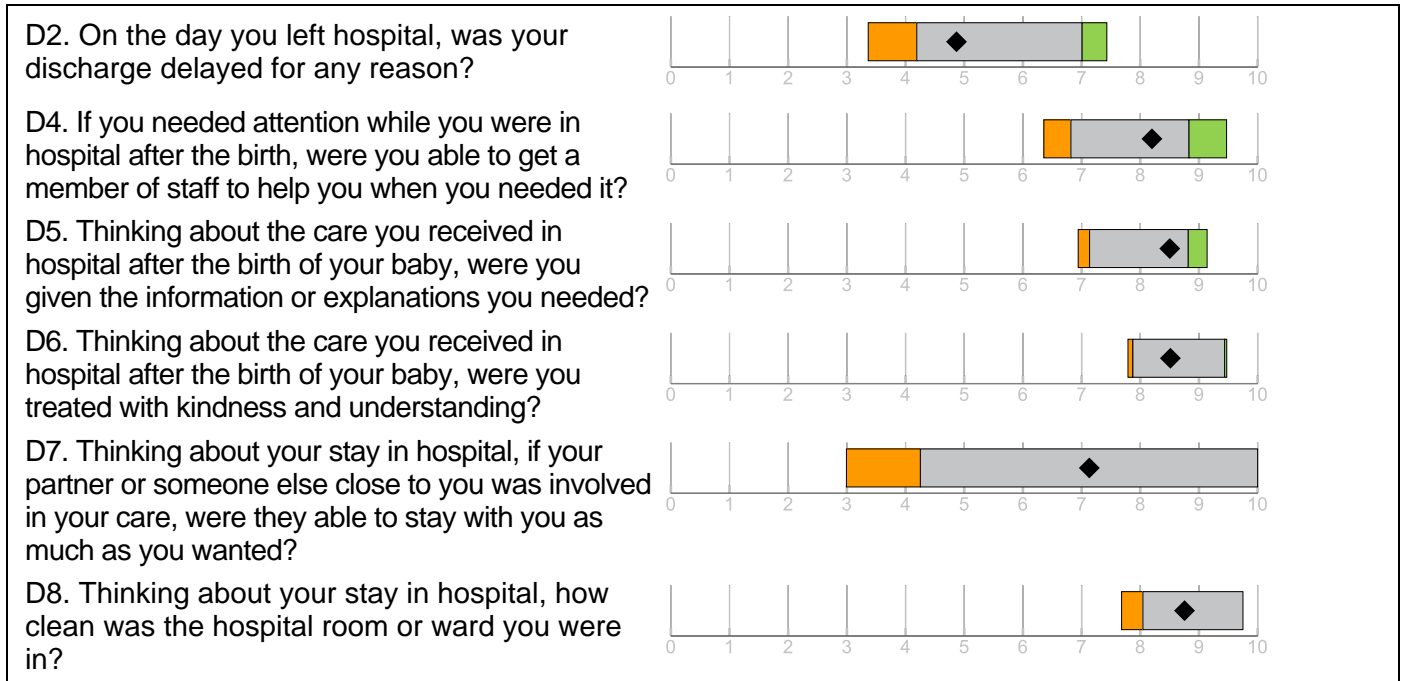 D2. On the day you left hospital, was your
discharge delayed for any reason?
0 1 2 3 4 5 6 7 8 9 10
D4. If you needed attention while you were in
hospital after the birth, were you able to get a
member of staff to help you when you needed it?
0 1 2 3 4 5 6 7 8 9 10
D5. Thinking about the care you received in
hospital after the birth of your baby, were you
given the information or explanations you needed?
0 1 2 3 4 5 6 7 8 9 10
D6. Thinking about the care you received in
hospital after the birth of your baby, were you
treated with kindness and understanding?
0 1 2 3 4 5 6 7 8 9 10
D7. Thinking about your stay in hospital, if your
partner or someone else close to you was involved
in your care, were they able to stay with you as
much as you wanted?
0 1 2 3 4 5 6 7 8 9 10
D8. Thinking about your stay in hospital, how
clean was the hospital room or ward you were
in?
0 1 2 3 4 5 6 7 8 9 10